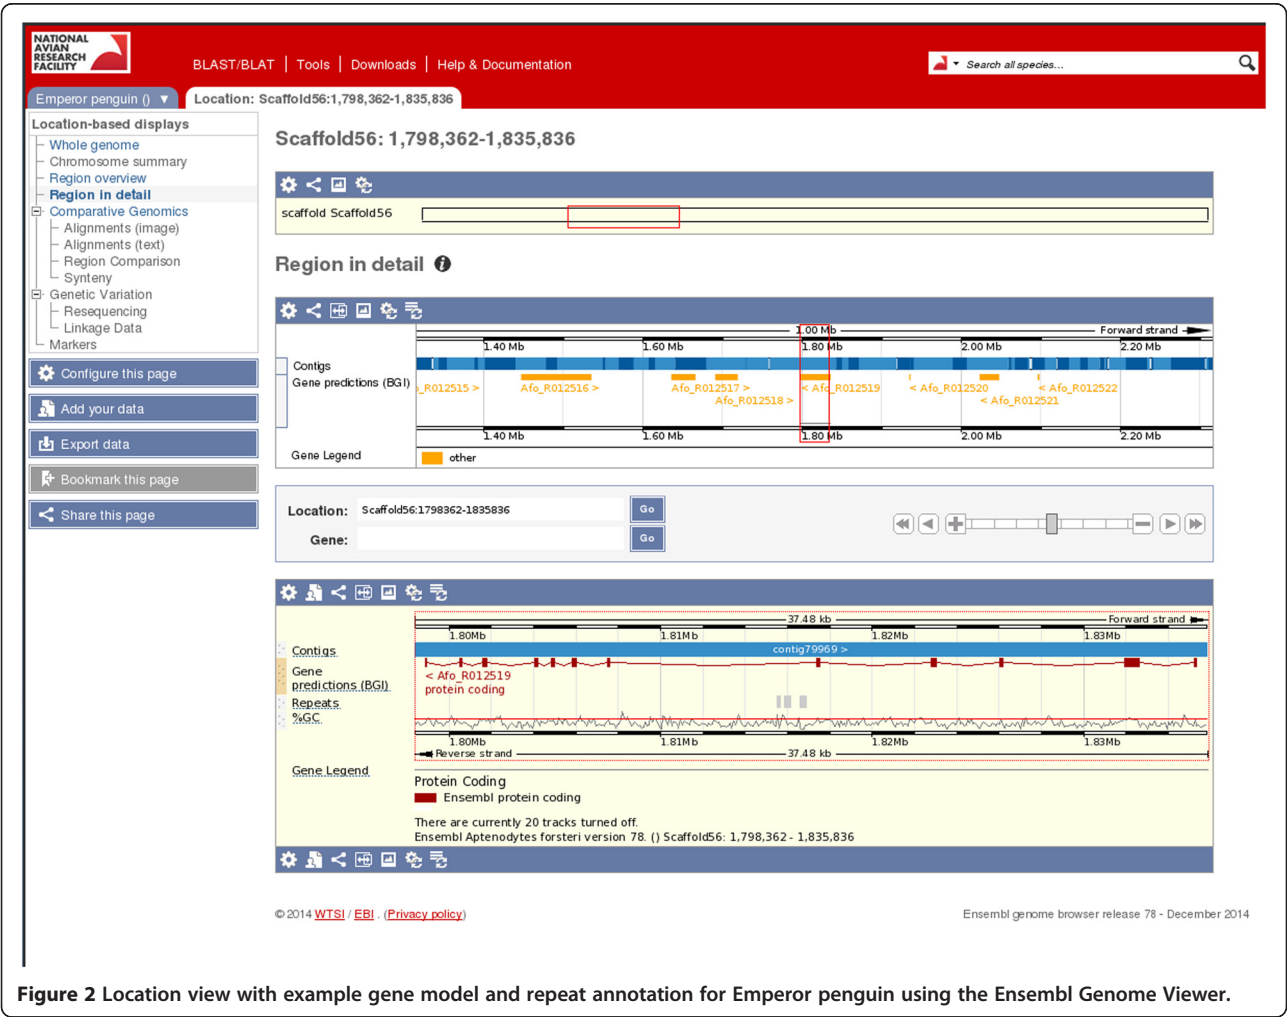 NATIONAL
AVIAN
RESEARCH
FACILITY
BLAST/BLAT | Tools | Downloads | Help & Documentation
Search all species...
Emperor penguin () ▼
Location: Scaffold56:1,798,362-1,835,836
Location-based displays
Whole genome
Chromosome summary
Region overview
Region in detail
Comparative Genomics
Alignments (image)
Alignments (text)
Region Comparison
Synteny
Genetic Variation
Resequencing
Linkage Data
Markers
Configure this page
Add your data
Export data
Bookmark this page
Share this page
Scaffold56: 1,798,362-1,835,836
scaffold Scaffold56
Region in detail
1.00 Mb Forward strand
1.40 Mb 1.60 Mb 1.80 Mb 2.00 Mb 2.20 Mb
Contigs
Gene predictions (BGI)
_R012515 > Afo_R012516 > Afo_R012517 > < Afo_R012519 < Afo_R012520 < Afo_R012522
Afo_R012518 > < Afo_R012521
1.40 Mb 1.60 Mb 1.80 Mb 2.00 Mb 2.20 Mb
Gene Legend other
Location: Scaffold56:1798362-1835836 Go
Gene: Go
37.48 kb Forward strand
1.80Mb 1.81Mb 1.82Mb 1.83Mb
Contigs contig79969 >
Gene
predictions (BGI)
< Afo_R012519
protein coding
Repeats
%GC
1.80Mb 1.81Mb 1.82Mb 1.83Mb
Reverse strand 37.48 kb
Gene Legend
Protein Coding
Ensembl protein coding
There are currently 20 tracks turned off.
Ensembl Aptenodytes forsteri version 78. () Scaffold56: 1,798,362 - 1,835,836
© 2014 WTSI / EBI . (Privacy policy)
Ensembl genome browser release 78 - December 2014
Figure 2 Location view with example gene model and repeat annotation for Emperor penguin using the Ensembl Genome Viewer.